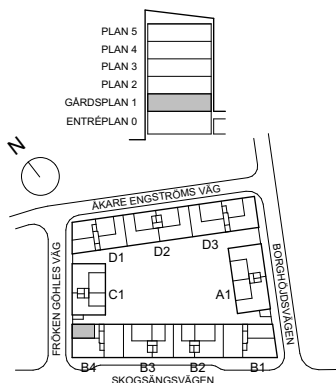 PLAN 5
PLAN 4
PLAN 3
PLAN 2
GÅRDSPLAN 1
ENTRÉPLAN 0
N
ÅKARE ENGSTRÖMS VÄG
D1
D2
D3
FRÖKEN GÖHLES VÄG
C1
A1
BORGHÖJDSVÄGEN
B4
B3
B2
B1
SKOGSÄNGSVÄGEN